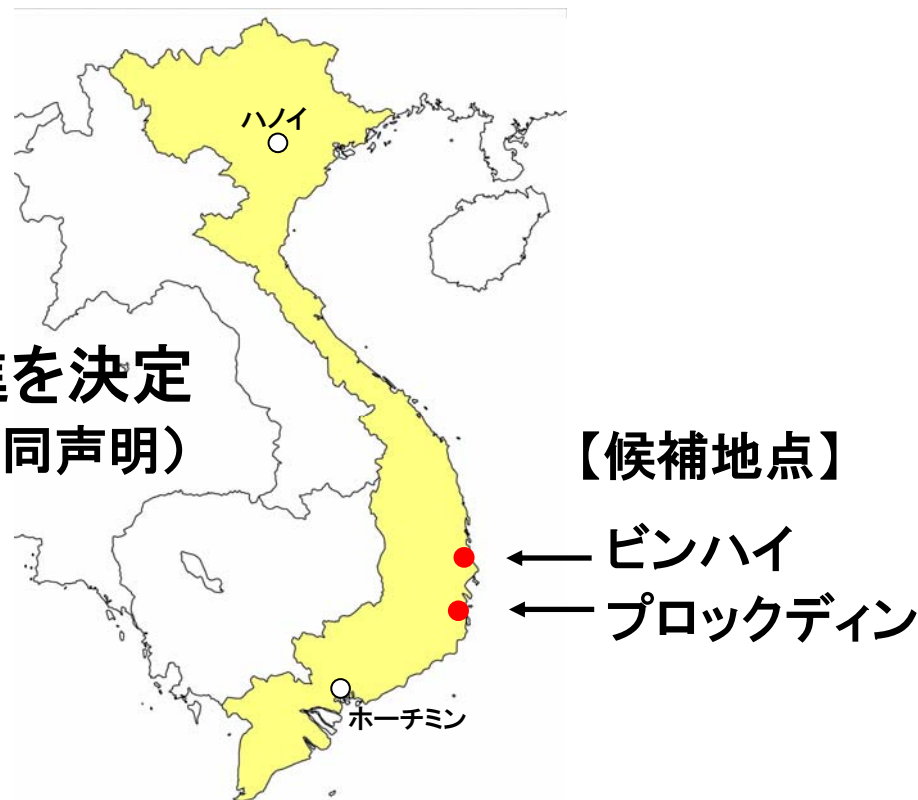 ハノイ
を決定
同声明）
【候補地点】
ビンハイ
プロックディン
ホーチミン